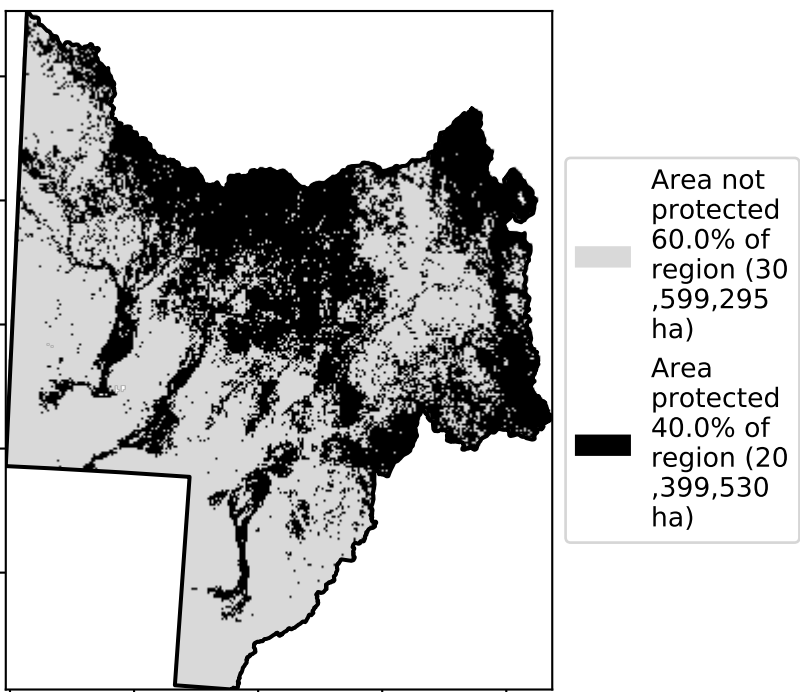 Area not
protected
60.0% of
region (30
,599,295
ha)
Area
protected
40.0% of
region (20
,399,530
ha)